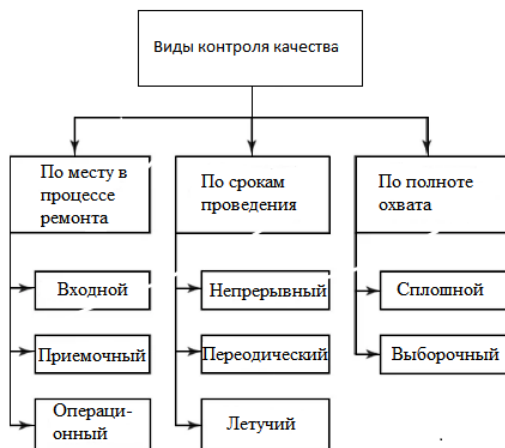 Виды контроля качества
По месту в
процессе
ремонта
По срокам
проведения
По полноте
охвата
Входной
Непрерывный
Сплошной
Приемочный
Переодический
Выборочный
Операци-
онный
Летучий